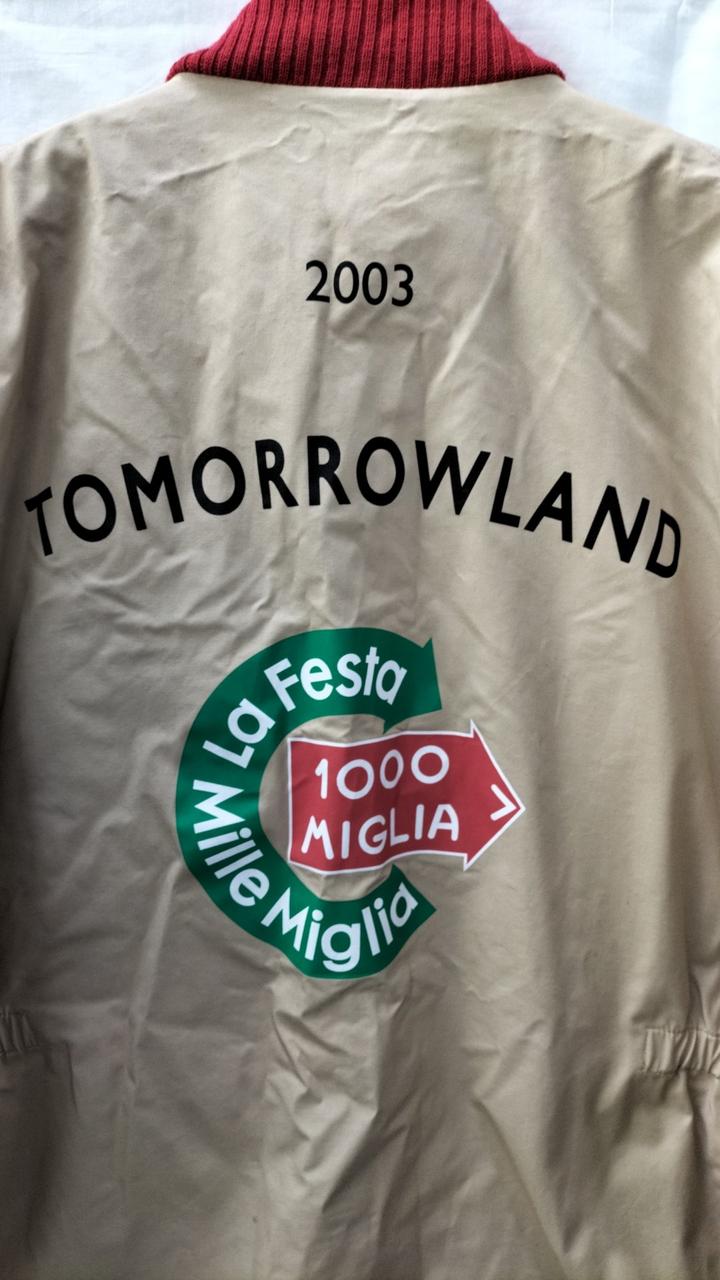 2003
TOMORROWLAND
La Festa Mille Miglia
1000
MIGLIA